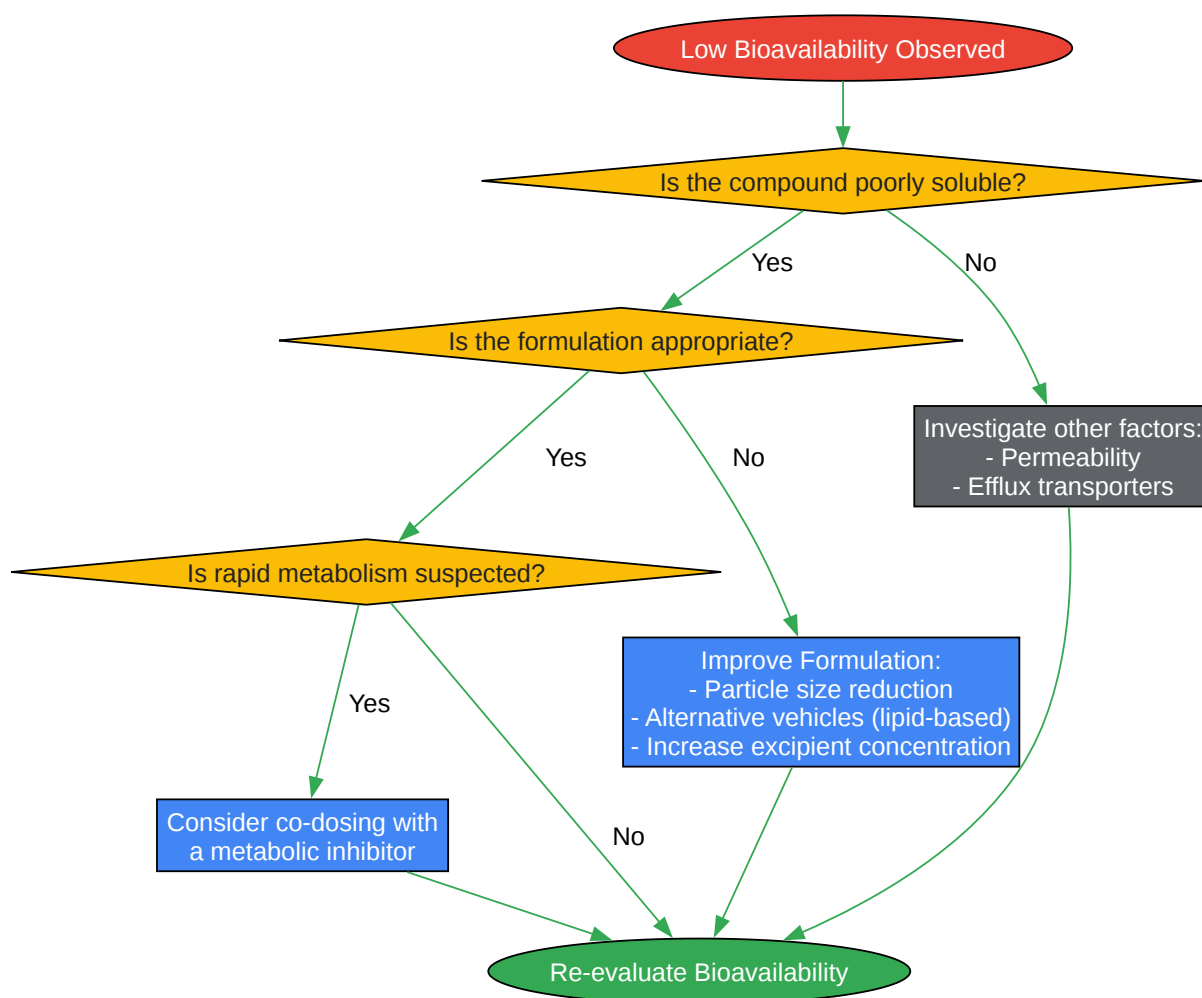 Low Bioavailability Observed
Is the compound poorly soluble?
Yes
No
Is the formulation appropriate?
Investigate other factors:
- Permeability
- Efflux transporters
Yes
No
Is rapid metabolism suspected?
Improve Formulation:
- Particle size reduction
- Alternative vehicles (lipid-based)
- Increase excipient concentration
Yes
Consider co-dosing with
a metabolic inhibitor
No
Re-evaluate Bioavailability